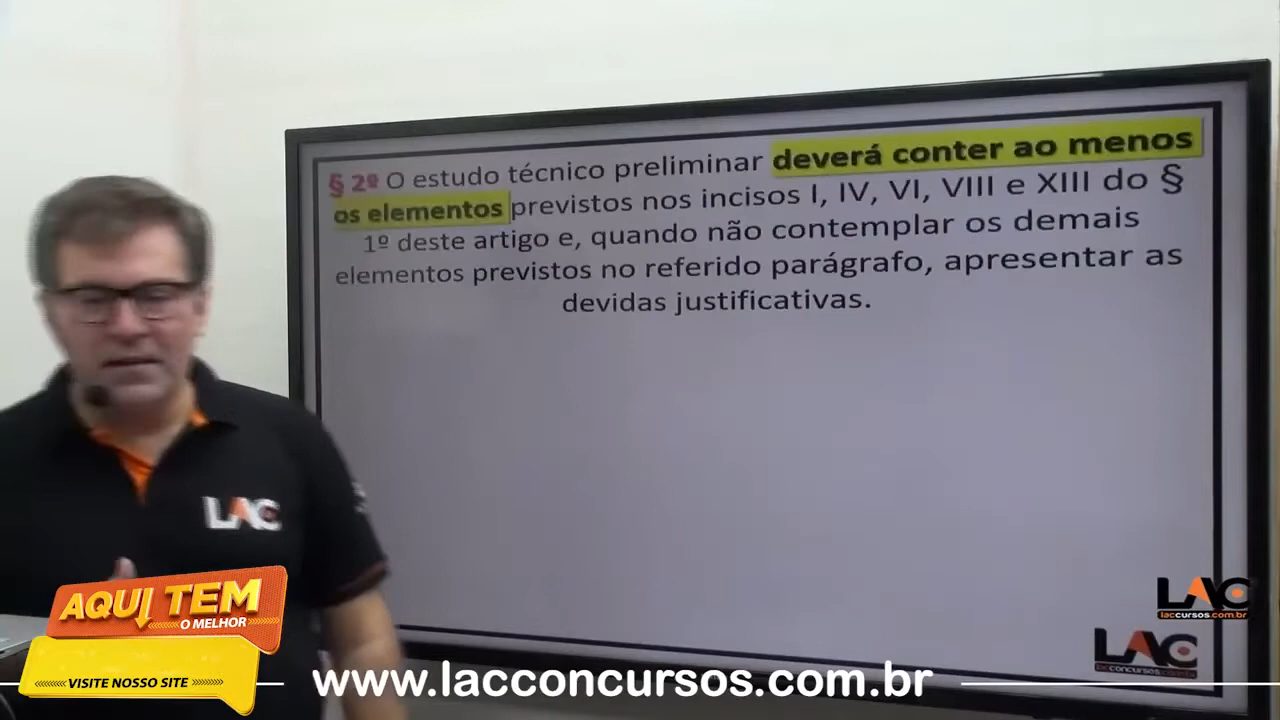 § 2º O estudo técnico preliminar deverá conter ao menos
os elementos previstos nos incisos I, IV, VI, VIII e XIII do §
1º deste artigo e, quando não contemplar os demais
elementos previstos no referido parágrafo, apresentar as
devidas justificativas.
LAC
AQUI TEM
O MELHOR
VISITE NOSSO SITE
www.lacconcursos.com.br
LAC
laccursos.com.br
LAC